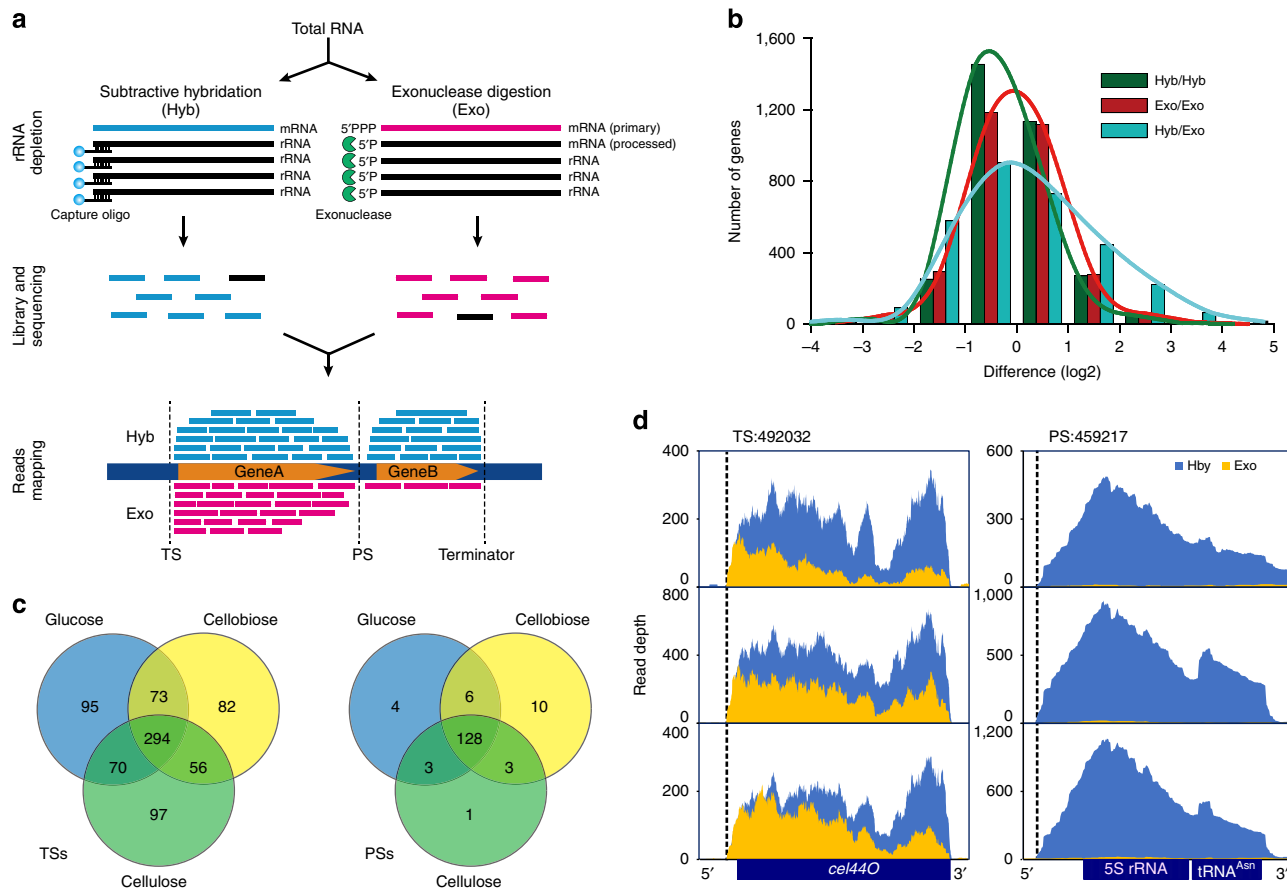 a
Total RNA
Subtractive hybridation
(Hyb)
Exonuclease digestion
(Exo)
rRNA
depletion
mRNA
rRNA
rRNA
rRNA
rRNA
Capture oligo
5′PPP
5′P
5′P
5′P
5′P
Exonuclease
mRNA (primary)
mRNA (processed)
rRNA
rRNA
rRNA
Library and
sequencing
Reads
mapping
Hyb
GeneA
GeneB
Exo
TS
PS
Terminator
b
Number of genes
1,600
1,200
800
400
0
−4 −3 −2 −1 0 1 2 3 4 5
Difference (log2)
Hyb/Hyb
Exo/Exo
Hyb/Exo
c
Glucose
Cellobiose
95
73
82
294
70
56
97
TSs
Cellulose
Glucose
Cellobiose
4
6
10
128
3
3
1
PSs
Cellulose
d
TS:492032
PS:459217
Read depth
400
200
0
800
400
0
400
200
0
5′
cel44O
3′
Hby
Exo
600
300
0
1,000
500
0
1,200
600
0
5′
5S rRNA
tRNAAsn
3′